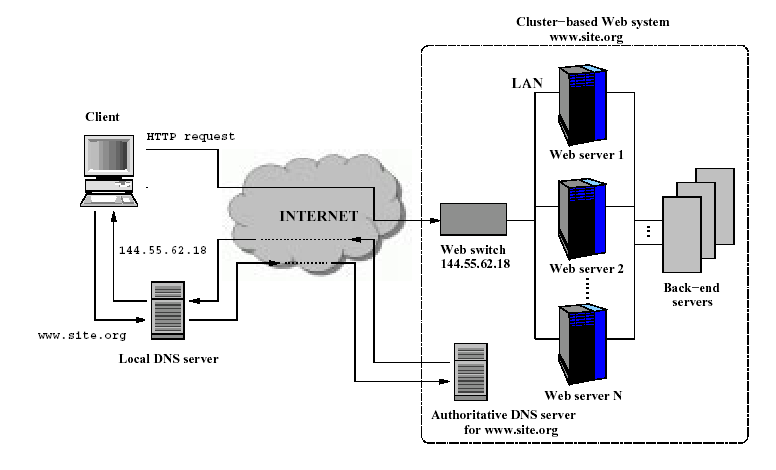 Cluster−based Web system
www.site.org
LAN
Client
HTTP request
Web server 1
INTERNET
Web switch
144.55.62.18
Web server 2
144.55.62.18
Back−end
servers
www.site.org
Local DNS server
Web server N
Authoritative DNS server
for www.site.org